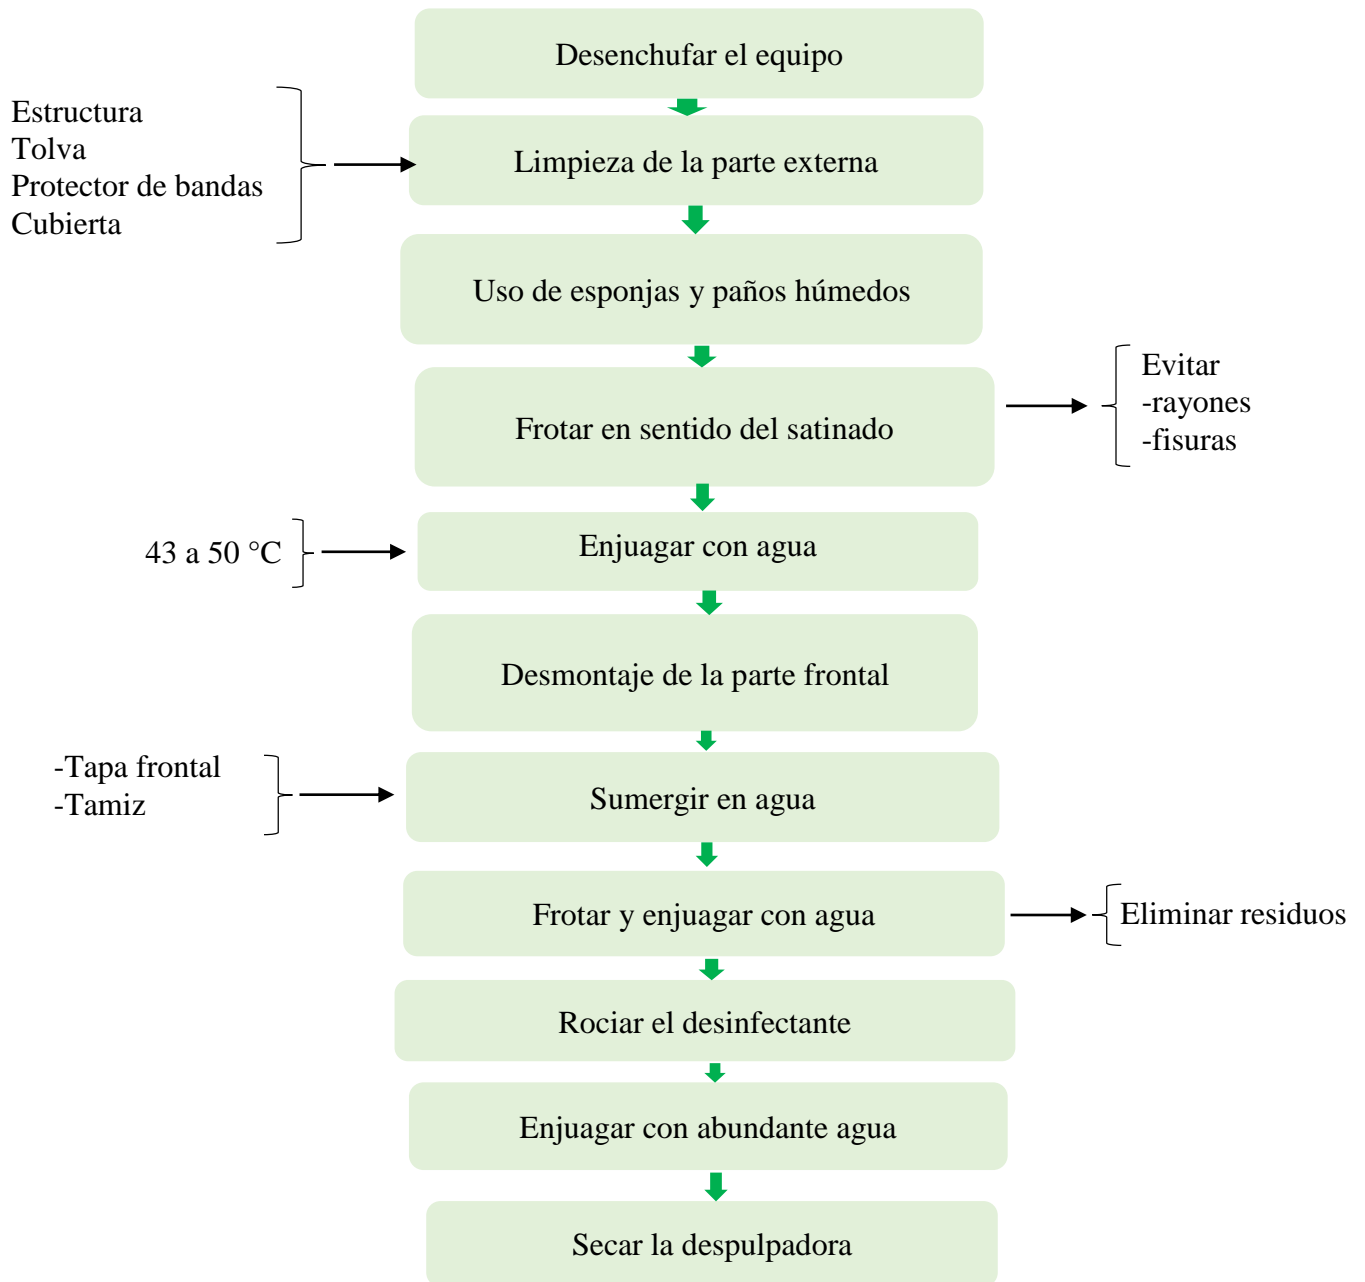 Desenchufar el equipo
Estructura
Tolva
Protector de bandas
Cubierta
Limpieza de la parte externa
Uso de esponjas y paños húmedos
Frotar en sentido del satinado
Evitar
-rayones
-fisuras
43 a 50 °C
Enjuagar con agua
Desmontaje de la parte frontal
-Tapa frontal
-Tamiz
Sumergir en agua
Frotar y enjuagar con agua
Eliminar residuos
Rociar el desinfectante
Enjuagar con abundante agua
Secar la despulpadora